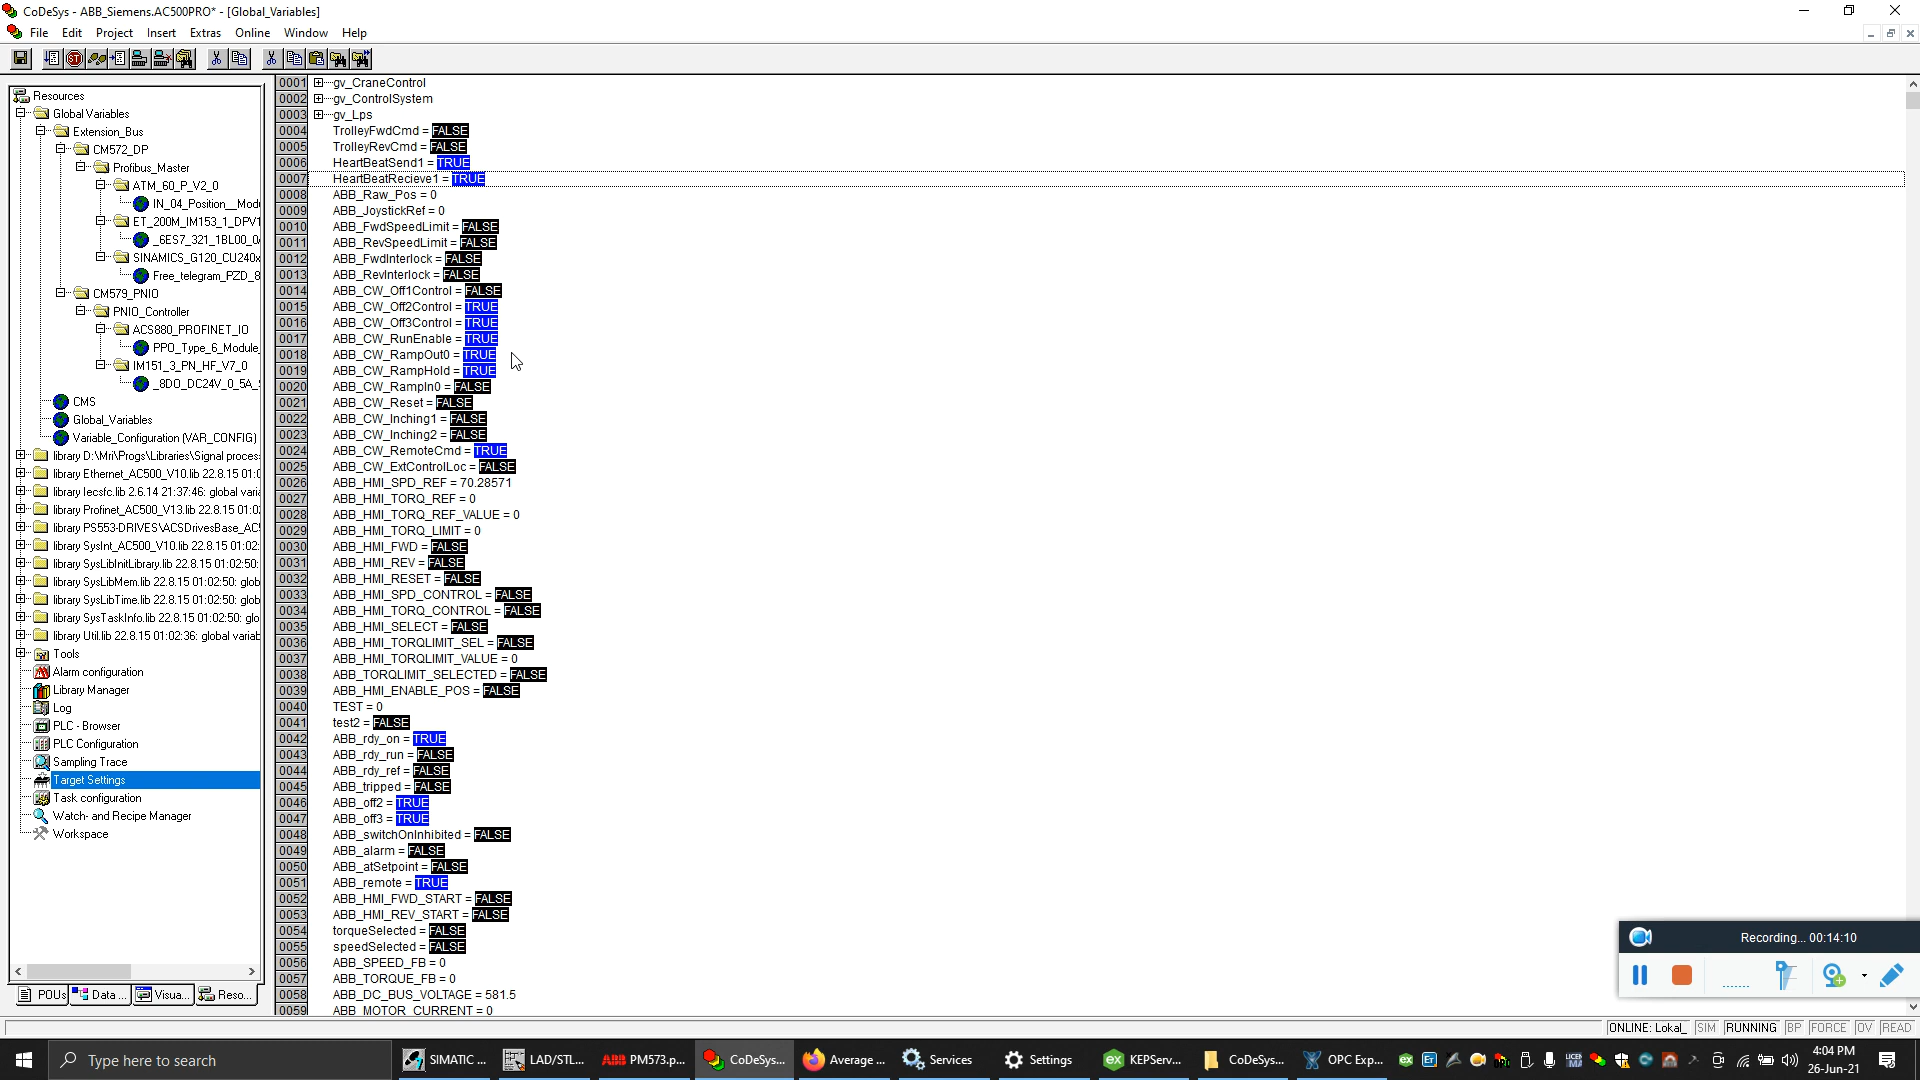 CoDeSys - ABB_Siemens.AC500PRO* - [Global_Variables]
File Edit Project Insert Extras Online Window Help
Resources
Global Variables
Extension_Bus
CM572_DP
Profibus_Master
ATM_60_P_V2_0
IN_04_Position__Modu
ET_200M_IM153_1_DPV1
_6ES7_321_1BL00_0A
SINAMICS_G120_CU240x
Free_telegram_PZD_8
CM579_PNIO
PNIO_Controller
ACS880_PROFINET_IO
PPO_Type_6_Module_
IM151_3_PN_HF_V7_0
_8DO_DC24V_0_5A_S
CMS
Global_Variables
Variable_Configuration (VAR_CONFIG)
library D:\Mri\Progs\Libraries\Signal proces
library Ethernet_AC500_V10.lib 22.8.15 01:0
library Iecsfc.lib 2.6.14 21:37:46: global varia
library Profinet_AC500_V13.lib 22.8.15 01:0
library PS553-DRIVES\ACSDrivesBase_AC5
library SysInt_AC500_V10.lib 22.8.15 01:02:
library SysLibInitLibrary.lib 22.8.15 01:02:50:
library SysLibMem.lib 22.8.15 01:02:50: glob
library SysLibTime.lib 22.8.15 01:02:50: glob
library SysTaskInfo.lib 22.8.15 01:02:50: glo
library Util.lib 22.8.15 01:02:36: global variab
Tools
Alarm configuration
Library Manager
Log
PLC - Browser
PLC Configuration
Sampling Trace
Target Settings
Task configuration
Watch- and Recipe Manager
Workspace
POUs Data ... Visua... Reso...
0001 gv_CraneControl
0002 gv_ControlSystem
0003 gv_Lps
0004 TrolleyFwdCmd = FALSE
0005 TrolleyRevCmd = FALSE
0006 HeartBeatSend1 = TRUE
0007 HeartBeatRecieve1 = TRUE
0008 ABB_Raw_Pos = 0
0009 ABB_JoystickRef = 0
0010 ABB_FwdSpeedLimit = FALSE
0011 ABB_RevSpeedLimit = FALSE
0012 ABB_FwdInterlock = FALSE
0013 ABB_RevInterlock = FALSE
0014 ABB_CW_Off1Control = FALSE
0015 ABB_CW_Off2Control = TRUE
0016 ABB_CW_Off3Control = TRUE
0017 ABB_CW_RunEnable = TRUE
0018 ABB_CW_RampOut0 = TRUE
0019 ABB_CW_RampHold = TRUE
0020 ABB_CW_RampIn0 = FALSE
0021 ABB_CW_Reset = FALSE
0022 ABB_CW_Inching1 = FALSE
0023 ABB_CW_Inching2 = FALSE
0024 ABB_CW_RemoteCmd = TRUE
0025 ABB_CW_ExtControlLoc = FALSE
0026 ABB_HMI_SPD_REF = 70.28571
0027 ABB_HMI_TORQ_REF = 0
0028 ABB_HMI_TORQ_REF_VALUE = 0
0029 ABB_HMI_TORQ_LIMIT = 0
0030 ABB_HMI_FWD = FALSE
0031 ABB_HMI_REV = FALSE
0032 ABB_HMI_RESET = FALSE
0033 ABB_HMI_SPD_CONTROL = FALSE
0034 ABB_HMI_TORQ_CONTROL = FALSE
0035 ABB_HMI_SELECT = FALSE
0036 ABB_HMI_TORQLIMIT_SEL = FALSE
0037 ABB_HMI_TORQLIMIT_VALUE = 0
0038 ABB_TORQLIMIT_SELECTED = FALSE
0039 ABB_HMI_ENABLE_POS = FALSE
0040 TEST = 0
0041 test2 = FALSE
0042 ABB_rdy_on = TRUE
0043 ABB_rdy_run = FALSE
0044 ABB_rdy_ref = FALSE
0045 ABB_tripped = FALSE
0046 ABB_off2 = TRUE
0047 ABB_off3 = TRUE
0048 ABB_switchOnInhibited = FALSE
0049 ABB_alarm = FALSE
0050 ABB_atSetpoint = FALSE
0051 ABB_remote = TRUE
0052 ABB_HMI_FWD_START = FALSE
0053 ABB_HMI_REV_START = FALSE
0054 torqueSelected = FALSE
0055 speedSelected = FALSE
0056 ABB_SPEED_FB = 0
0057 ABB_TORQUE_FB = 0
0058 ABB_DC_BUS_VOLTAGE = 581.5
0059 ABB_MOTOR_CURRENT = 0
Recording... 00:14:10
ONLINE: Lokal_ SIM RUNNING BP FORCE OV READ
Type here to search
SIMATIC ... LAD/STL... ABB PM573.p... CoDeSys... Average ... Services Settings ex KEPServ... CoDeSys... OPC Exp...
4:04 PM
26-Jun-21